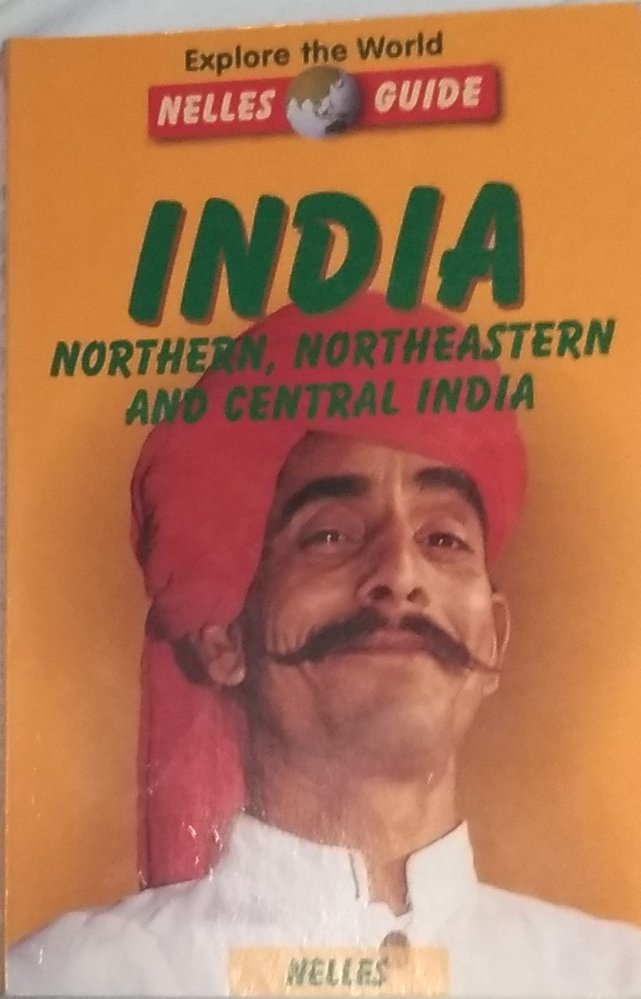 Explore the World
NELLES GUIDE
INDIA
NORTHERN, NORTHEASTERN
AND CENTRAL INDIA
NELLES